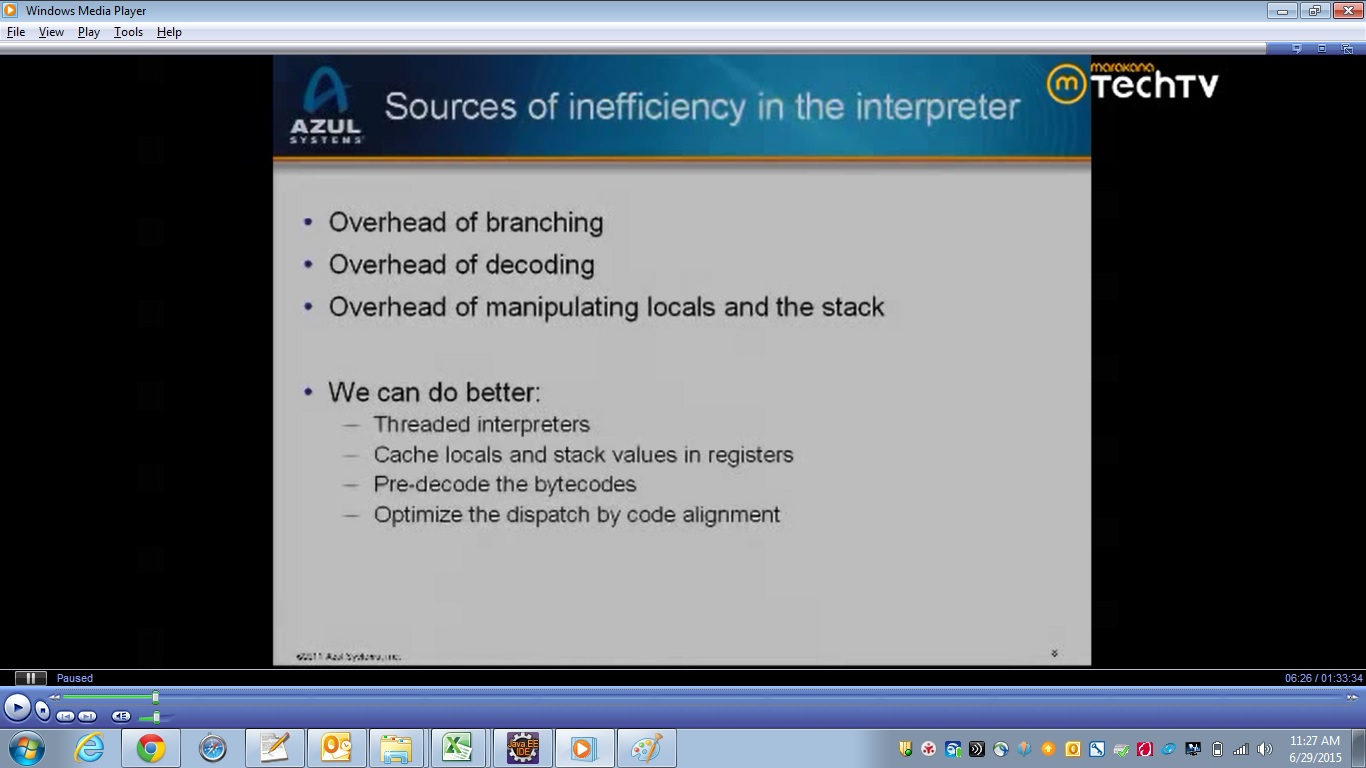 Windows Media Player
File View Play Tools Help
AZUL
SYSTEMS
Sources of inefficiency in the interpreter
m
marakana
TechTV
• Overhead of branching
• Overhead of decoding
• Overhead of manipulating locals and the stack
• We can do better:
– Threaded interpreters
– Cache locals and stack values in registers
– Pre-decode the bytecodes
– Optimize the dispatch by code alignment
©2011 Azul Systems, Inc.
Paused
06:26 / 01:33:34
Java EE
IDE
11:27 AM
6/29/2015